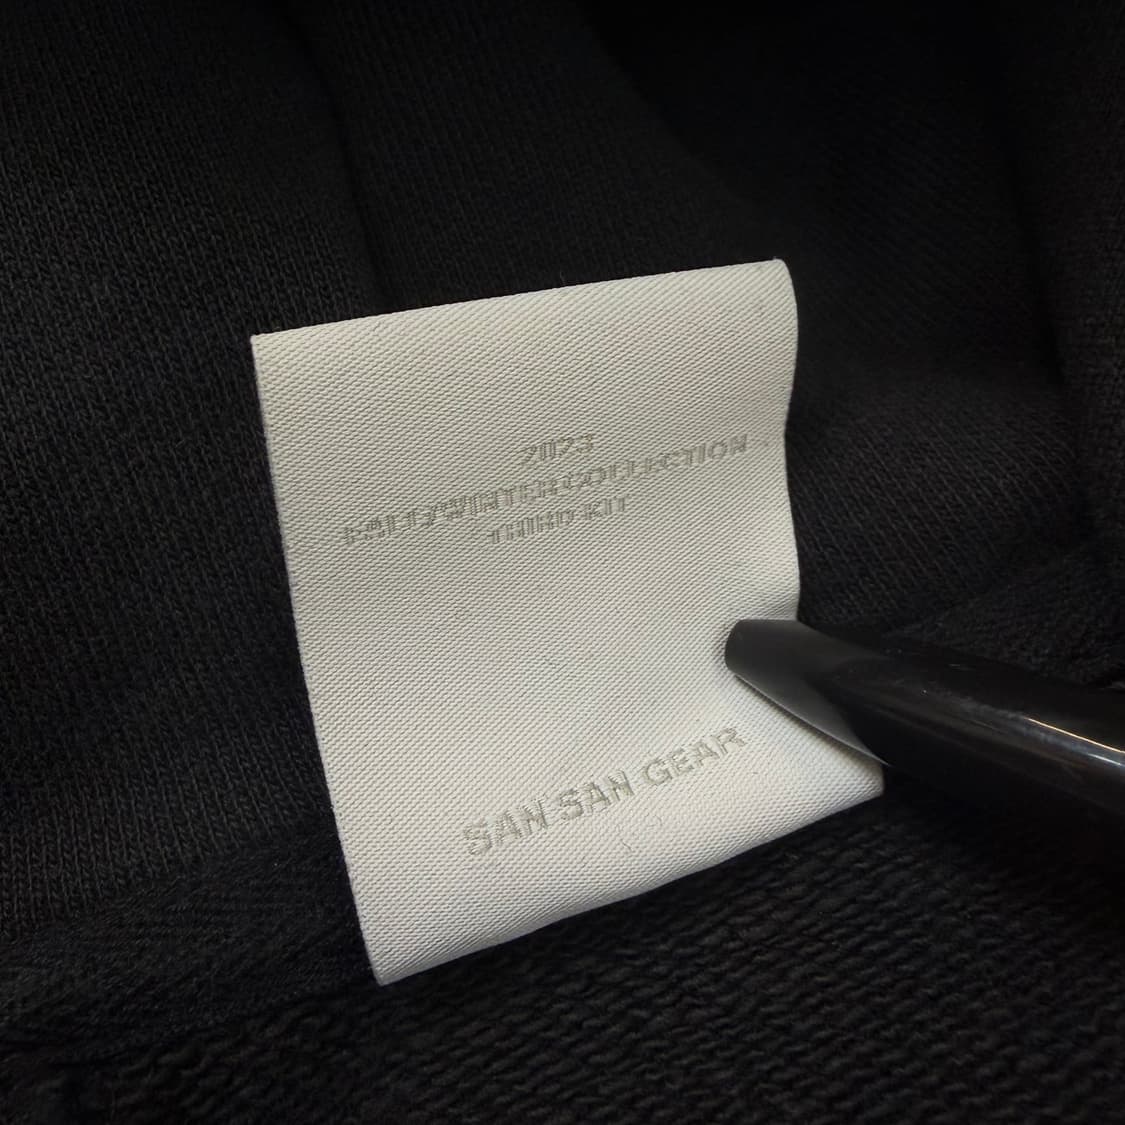 2023
FALL/WINTER COLLECTION
THIRD KIT
SAN SAN GEAR